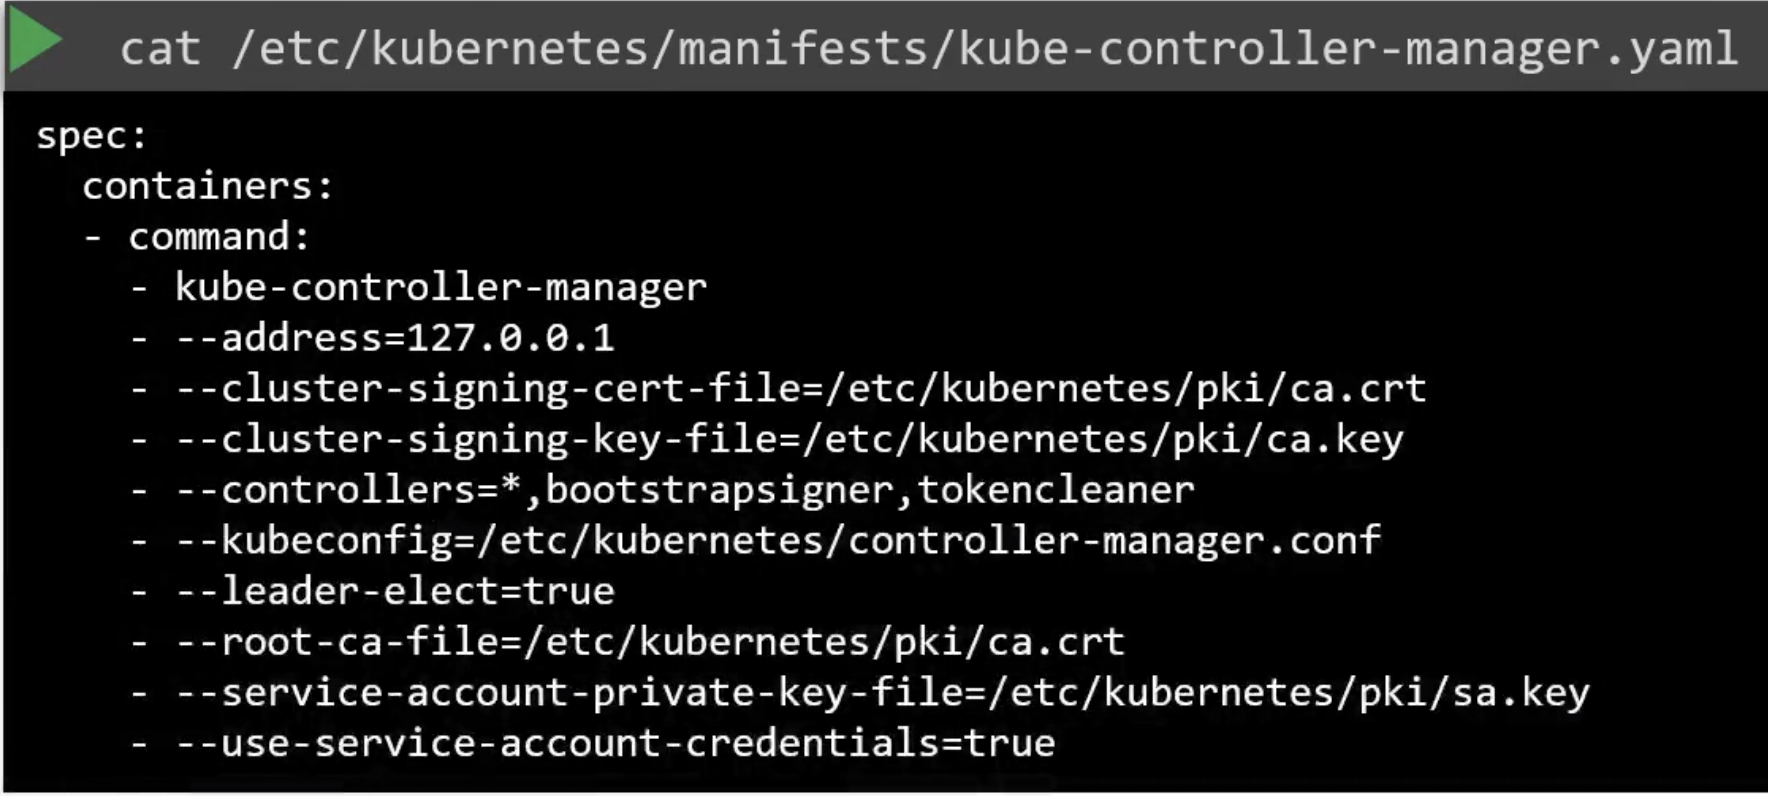 cat /etc/kubernetes/manifests/kube-controller-manager.yaml
spec:
  containers:
  - command:
    - kube-controller-manager
    - --address=127.0.0.1
    - --cluster-signing-cert-file=/etc/kubernetes/pki/ca.crt
    - --cluster-signing-key-file=/etc/kubernetes/pki/ca.key
    - --controllers=*,bootstrapsigner,tokencleaner
    - --kubeconfig=/etc/kubernetes/controller-manager.conf
    - --leader-elect=true
    - --root-ca-file=/etc/kubernetes/pki/ca.crt
    - --service-account-private-key-file=/etc/kubernetes/pki/sa.key
    - --use-service-account-credentials=true